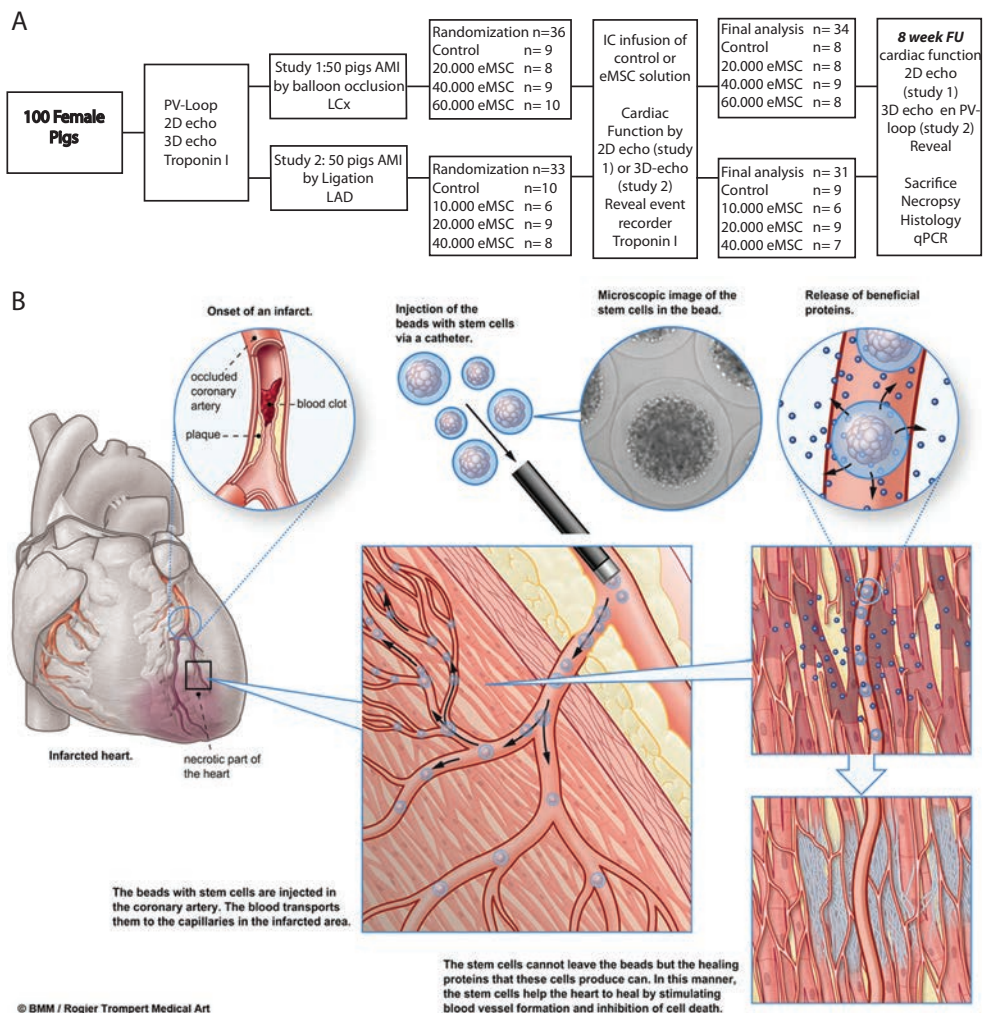 A
100 Female
Pigs
PV-Loop
2D echo
3D echo
Troponin I
Study 1:50 pigs AMI
by balloon occlusion
LCx
Study 2: 50 pigs AMI
by Ligation
LAD
Randomization n=36
Control n= 9
20.000 eMSC n= 8
40.000 eMSC n= 9
60.000 eMSC n= 10
Randomization n=33
Control n=10
10.000 eMSC n= 6
20.000 eMSC n= 9
40.000 eMSC n= 8
IC infusion of
control or
eMSC solution
Cardiac
Function by
2D echo (study
1) or 3D-echo
(study 2)
Reveal event
recorder
Troponin I
Final analysis n= 34
Control n= 8
20.000 eMSC n= 8
40.000 eMSC n= 9
60.000 eMSC n= 8
Final analysis n= 31
Control n= 9
10.000 eMSC n= 6
20.000 eMSC n= 9
40.000 eMSC n= 7
8 week FU
cardiac function
2D echo
(study 1)
3D echo en PV-
loop (study 2)
Reveal
Sacrifice
Necropsy
Histology
qPCR
B
Onset of an infarct.
occluded
coronary
artery
blood clot
plaque
Injection of the
beads with stem cells
via a catheter.
Microscopic image of the
stem cells in the bead.
Release of beneficial
proteins.
Infarcted heart.
necrotic part of
the heart
The beads with stem cells are injected in
the coronary artery. The blood transports
them to the capillaries in the infarcted area.
The stem cells cannot leave the beads but the healing
proteins that these cells produce can. In this manner,
the stem cells help the heart to heal by stimulating
blood vessel formation and inhibition of cell death.
© BMM / Rogier Trompert Medical Art